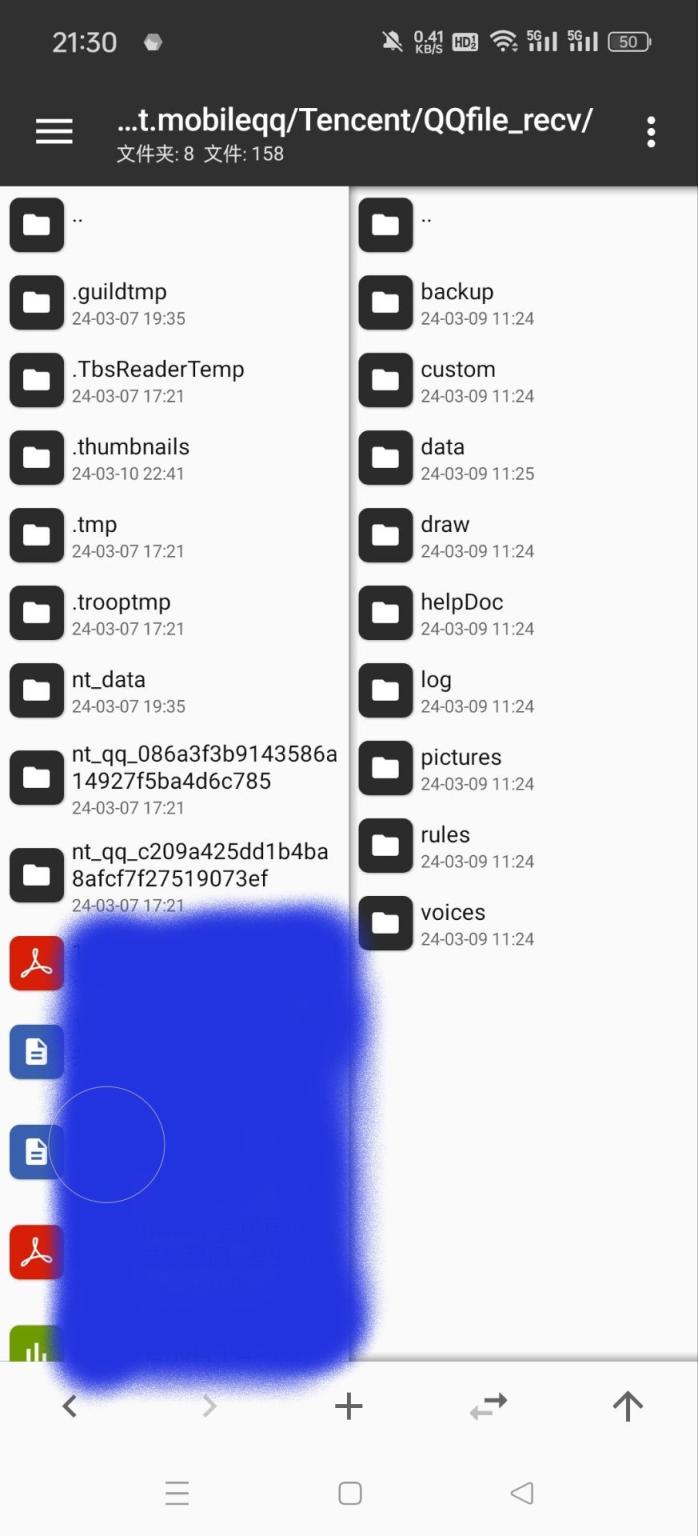 21:30
0.41
KB/S
HD
5G
5G
50
...t.mobileqq/Tencent/QQfile_recv/
文件夹: 8 文件: 158
..
.guildtmp
24-03-07 19:35
.TbsReaderTemp
24-03-07 17:21
.thumbnails
24-03-10 22:41
.tmp
24-03-07 17:21
.trooptmp
24-03-07 17:21
nt_data
24-03-07 19:35
nt_qq_086a3f3b9143586a
14927f5ba4d6c785
24-03-07 17:21
nt_qq_c209a425dd1b4ba
8afcf7f27519073ef
24-03-07 17:21
..
backup
24-03-09 11:24
custom
24-03-09 11:24
data
24-03-09 11:25
draw
24-03-09 11:24
helpDoc
24-03-09 11:24
log
24-03-09 11:24
pictures
24-03-09 11:24
rules
24-03-09 11:24
voices
24-03-09 11:24